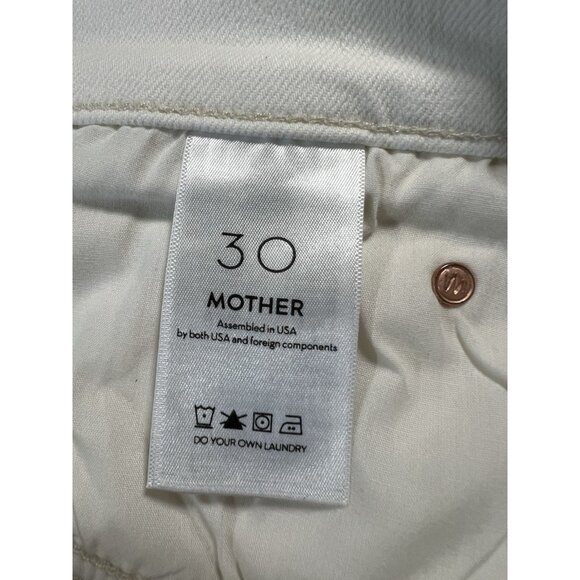 30
MOTHER
Assembled in USA
by both USA and foreign components
DO YOUR OWN LAUNDRY
m